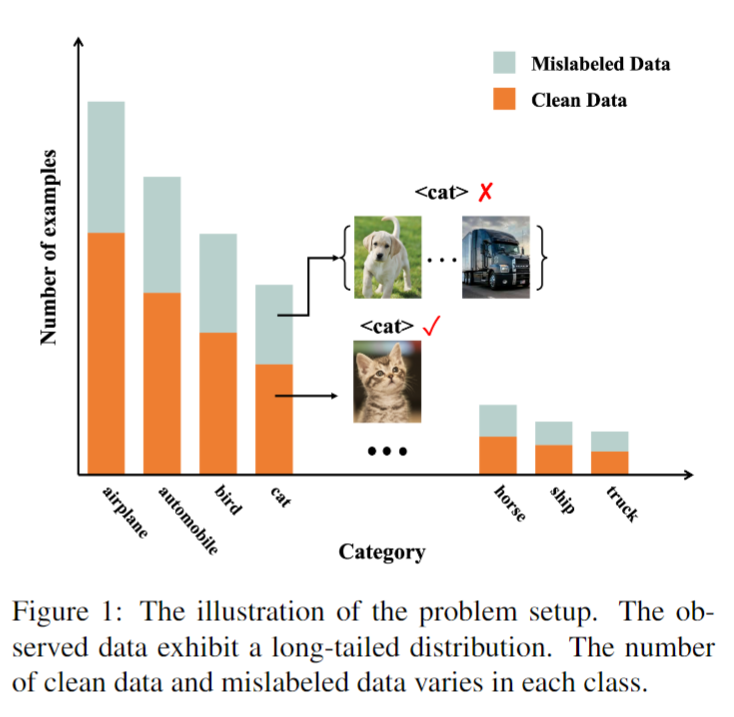 Mislabeled Data
Clean Data
Number of examples
<cat> ✗
<cat> ✓
airplane
automobile
bird
cat
horse
ship
truck
Category
Figure 1: The illustration of the problem setup. The ob-
served data exhibit a long-tailed distribution. The number
of clean data and mislabeled data varies in each class.